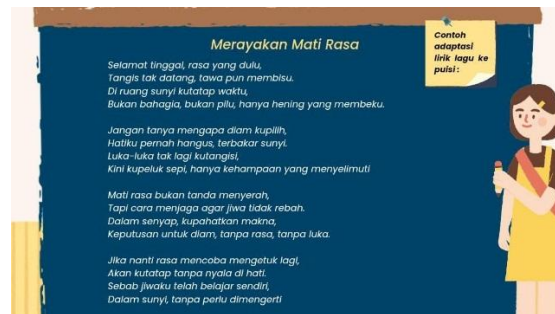 Merayakan Mati Rasa
Contoh
adaptasi
lirik lagu ke
puisi :
Selamat tinggal, rasa yang dulu,
Tangis tak datang, tawa pun membisu.
Di ruang sunyi kutatap waktu,
Bukan bahagia, bukan pilu, hanya hening yang membeku.
Jangan tanya mengapa diam kupilih,
Hatiku pernah hangus, terbakar sunyi.
Luka-luka tak lagi kutangisi,
Kini kupeluk sepi, hanya kehampaan yang menyelimuti
Mati rasa bukan tanda menyerah,
Tapi cara menjaga agar jiwa tidak rebah.
Dalam senyap, kupahatkan makna,
Keputusan untuk diam, tanpa rasa, tanpa luka.
Jika nanti rasa mencoba mengetuk lagi,
Akan kutatap tanpa nyala di hati.
Sebab jiwaku telah belajar sendiri,
Dalam sunyi, tanpa perlu dimengerti